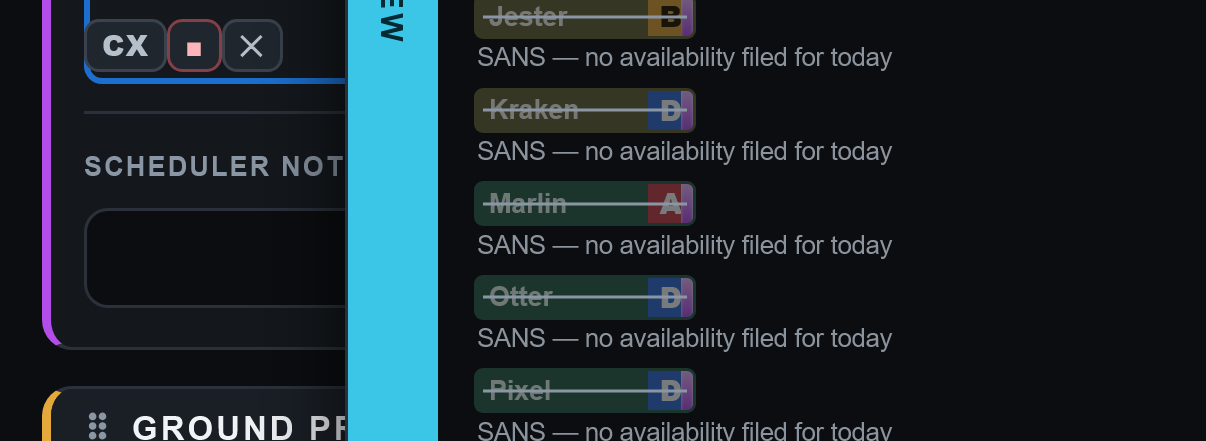 CX ■ ×
SCHEDULER NOT
GROUND PR
EW
Jester B
SANS — no availability filed for today
Kraken D
SANS — no availability filed for today
Marlin A
SANS — no availability filed for today
Otter D
SANS — no availability filed for today
Pixel D
SANS — no availability filed for today